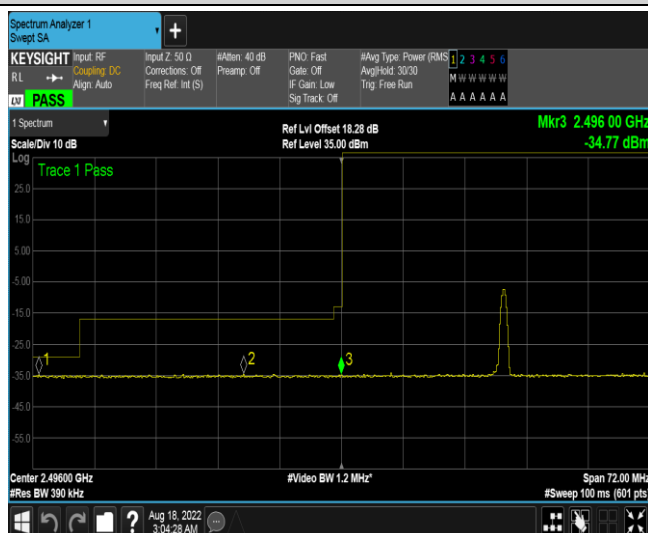 Spectrum Analyzer 1
Swept SA
+
KEYSIGHT
RL
LXI PASS
Input: RF
Coupling: DC
Align: Auto
Input Z: 50 Ω
Corrections: Off
Freq Ref: Int (S)
#Atten: 40 dB
Preamp: Off
PNO: Fast
Gate: Off
IF Gain: Low
Sig Track: Off
#Avg Type: Power (RMS
Avg|Hold: 30/30
Trig: Free Run
1 2 3 4 5 6
M W W W W W
A A A A A A
1 Spectrum
Scale/Div 10 dB
Ref Lvl Offset 18.28 dB
Ref Level 35.00 dBm
Mkr3 2.496 00 GHz
-34.77 dBm
Log
Trace 1 Pass
25.0
15.0
5.00
-5.00
-15.0
-25.0
-35.0
-45.0
-55.0
1
2
3
Center 2.49600 GHz
#Res BW 390 kHz
#Video BW 1.2 MHz*
Span 72.00 MHz
#Sweep 100 ms (601 pts)
?
Aug 18, 2022
3:04:28 AM